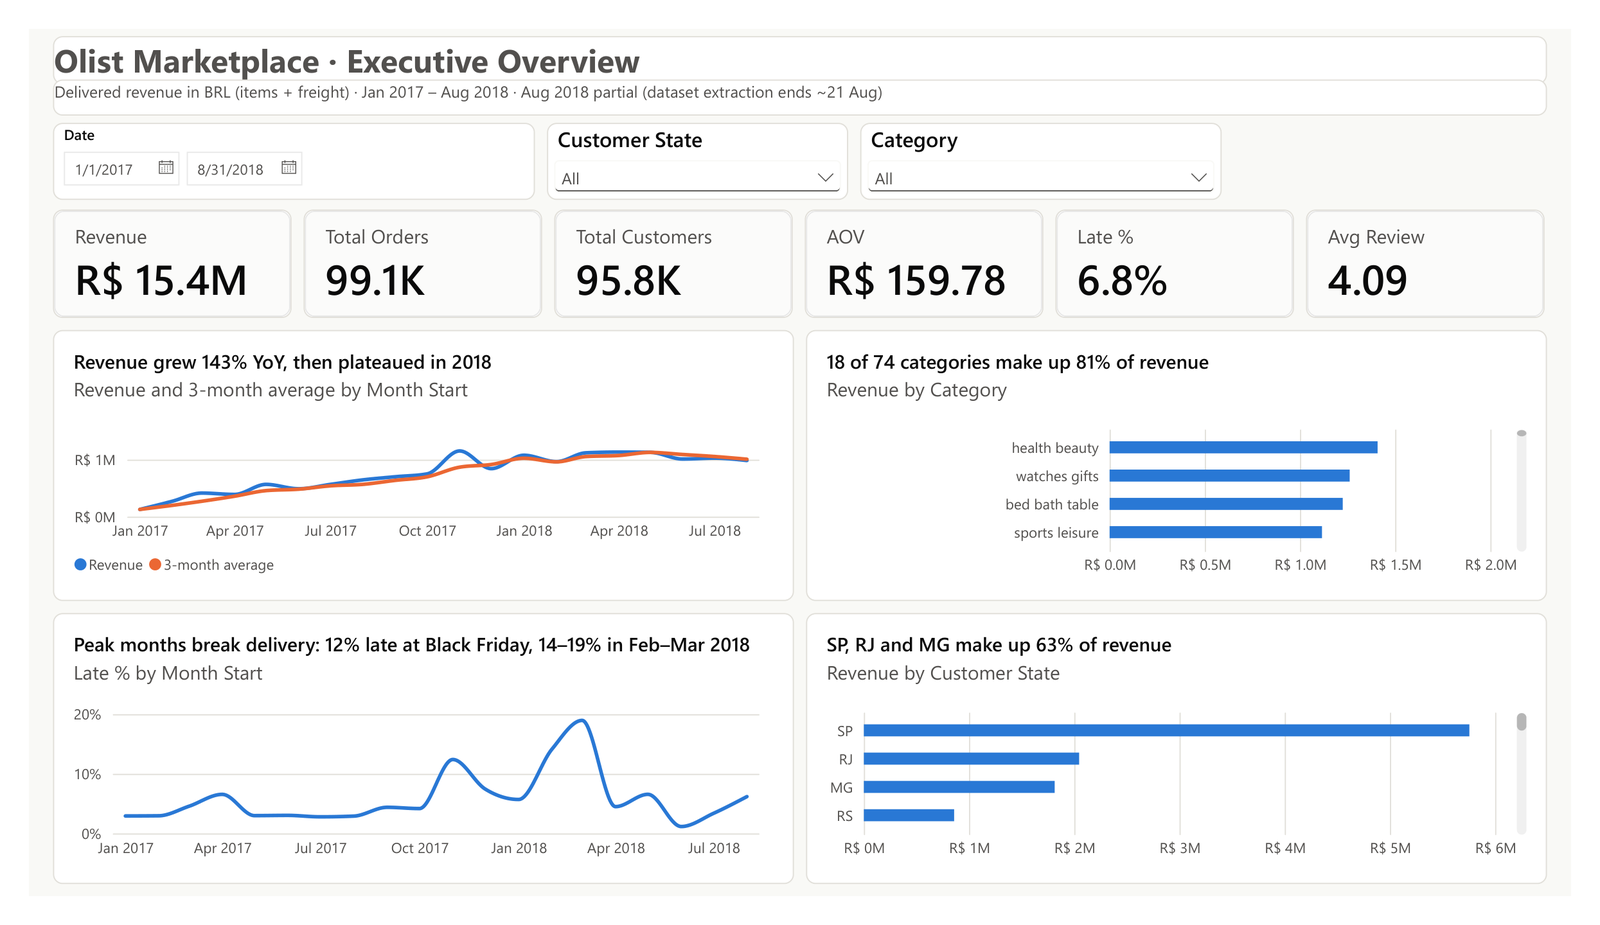 Olist Marketplace · Executive Overview
Delivered revenue in BRL (items + freight) · Jan 2017 – Aug 2018 · Aug 2018 partial (dataset extraction ends ~21 Aug)
Date
1/1/2017 8/31/2018
Customer State
All
Category
All
Revenue
R$ 15.4M
Total Orders
99.1K
Total Customers
95.8K
AOV
R$ 159.78
Late %
6.8%
Avg Review
4.09
Revenue grew 143% YoY, then plateaued in 2018
Revenue and 3-month average by Month Start
R$ 1M
R$ 0M
Jan 2017 Apr 2017 Jul 2017 Oct 2017 Jan 2018 Apr 2018 Jul 2018
Revenue 3-month average
18 of 74 categories make up 81% of revenue
Revenue by Category
health beauty
watches gifts
bed bath table
sports leisure
R$ 0.0M R$ 0.5M R$ 1.0M R$ 1.5M R$ 2.0M
Peak months break delivery: 12% late at Black Friday, 14–19% in Feb–Mar 2018
Late % by Month Start
20%
10%
0%
Jan 2017 Apr 2017 Jul 2017 Oct 2017 Jan 2018 Apr 2018 Jul 2018
SP, RJ and MG make up 63% of revenue
Revenue by Customer State
SP
RJ
MG
RS
R$ 0M R$ 1M R$ 2M R$ 3M R$ 4M R$ 5M R$ 6M